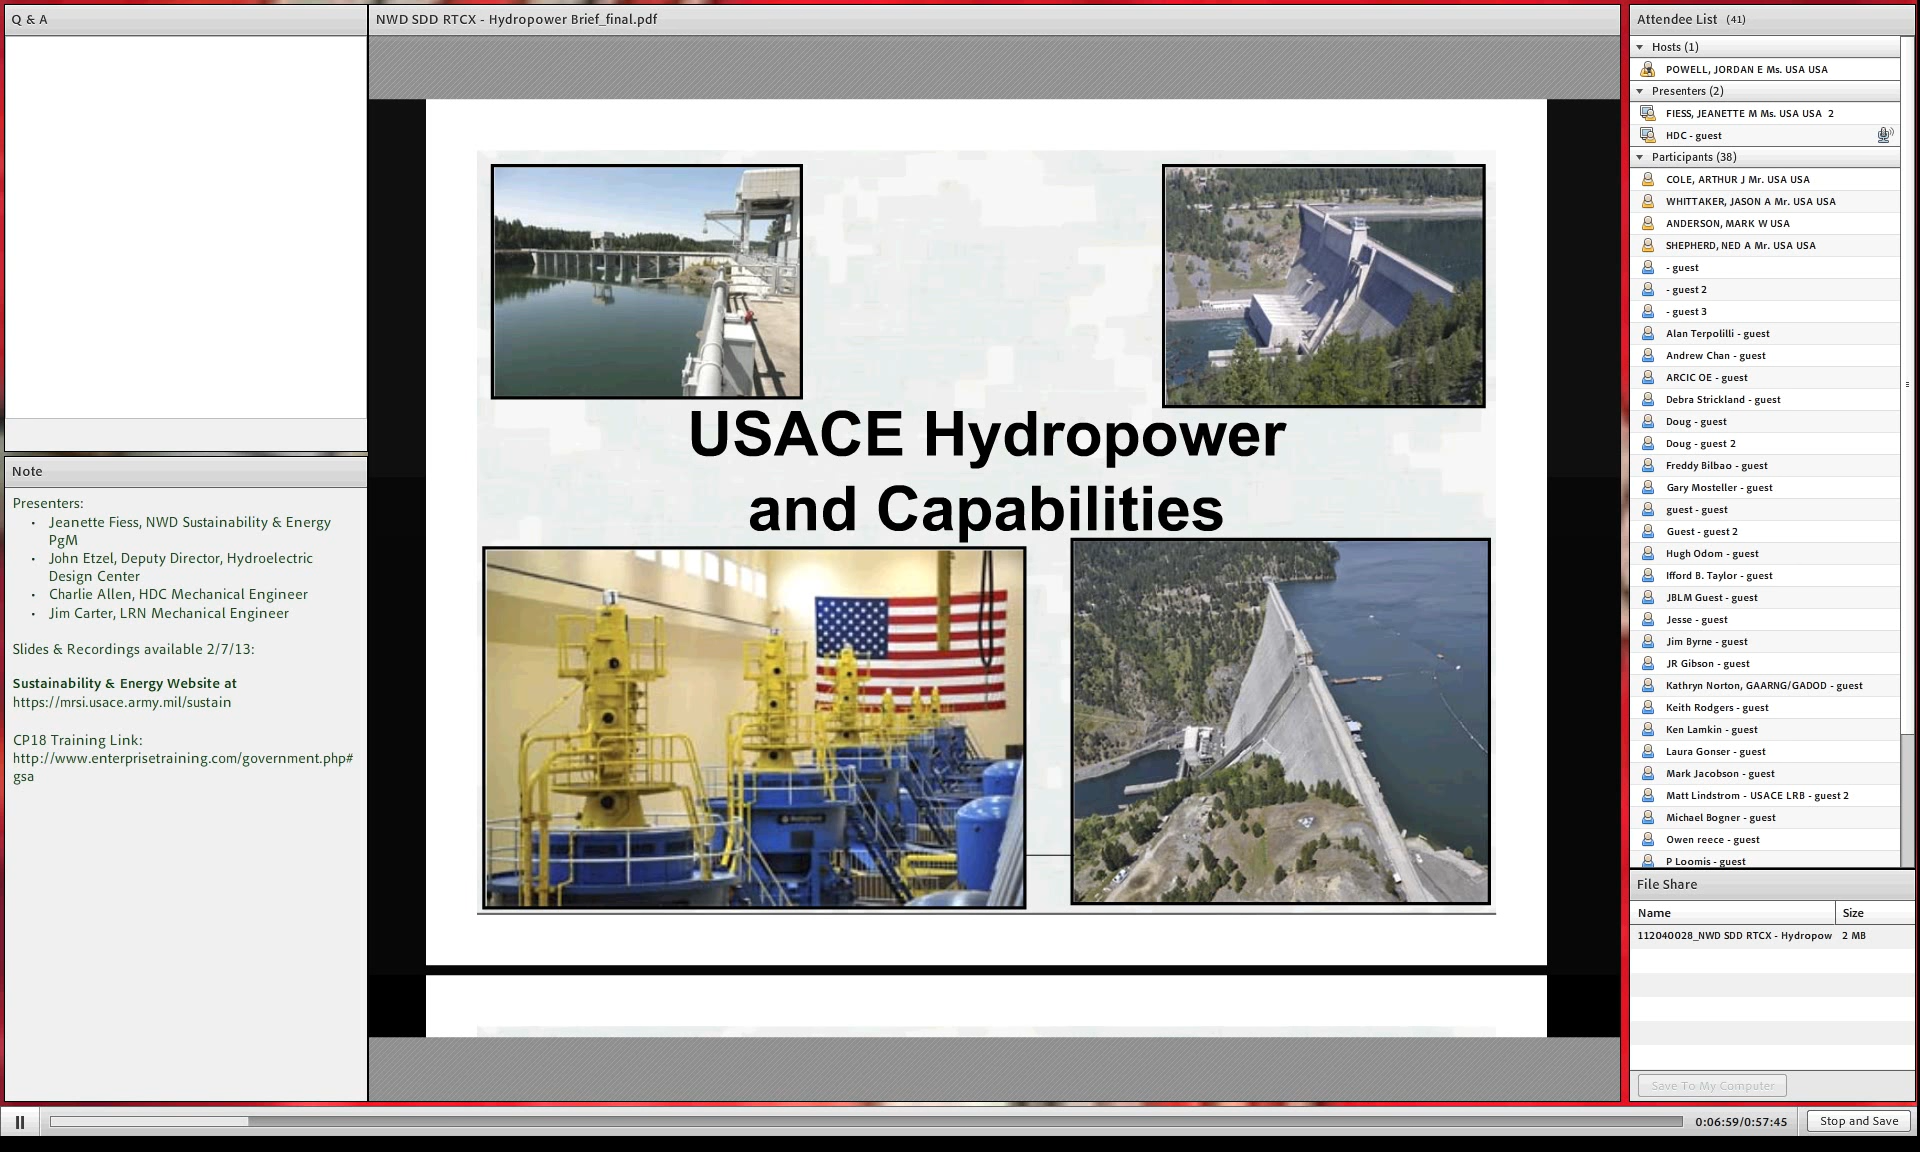 Q & A
NWD SDD RTCX - Hydropower Brief_final.pdf
USACE Hydropower
and Capabilities
Note
Presenters:
• Jeanette Fiess, NWD Sustainability & Energy
PgM
• John Etzel, Deputy Director, Hydroelectric
Design Center
• Charlie Allen, HDC Mechanical Engineer
• Jim Carter, LRN Mechanical Engineer
Slides & Recordings available 2/7/13:
Sustainability & Energy Website at
https://mrsi.usace.army.mil/sustain
CP18 Training Link:
http://www.enterprisetraining.com/government.php#
gsa
Attendee List (41)
Hosts (1)
POWELL, JORDAN E Ms. USA USA
Presenters (2)
FIESS, JEANETTE M Ms. USA USA 2
HDC - guest
Participants (38)
COLE, ARTHUR J Mr. USA USA
WHITTAKER, JASON A Mr. USA USA
ANDERSON, MARK W USA
SHEPHERD, NED A Mr. USA USA
- guest
- guest 2
- guest 3
Alan Terpolilli - guest
Andrew Chan - guest
ARCIC OE - guest
Debra Strickland - guest
Doug - guest
Doug - guest 2
Freddy Bilbao - guest
Gary Mosteller - guest
guest - guest
Guest - guest 2
Hugh Odom - guest
Ifford B. Taylor - guest
JBLM Guest - guest
Jesse - guest
Jim Byrne - guest
JR Gibson - guest
Kathryn Norton, GAARNG/GADOD - guest
Keith Rodgers - guest
Ken Lamkin - guest
Laura Gonser - guest
Mark Jacobson - guest
Matt Lindstrom - USACE LRB - guest 2
Michael Bogner - guest
Owen reece - guest
P Loomis - guest
File Share
Name Size
112040028_NWD SDD RTCX - Hydropow 2 MB
Save To My Computer
0:06:59/0:57:45
Stop and Save